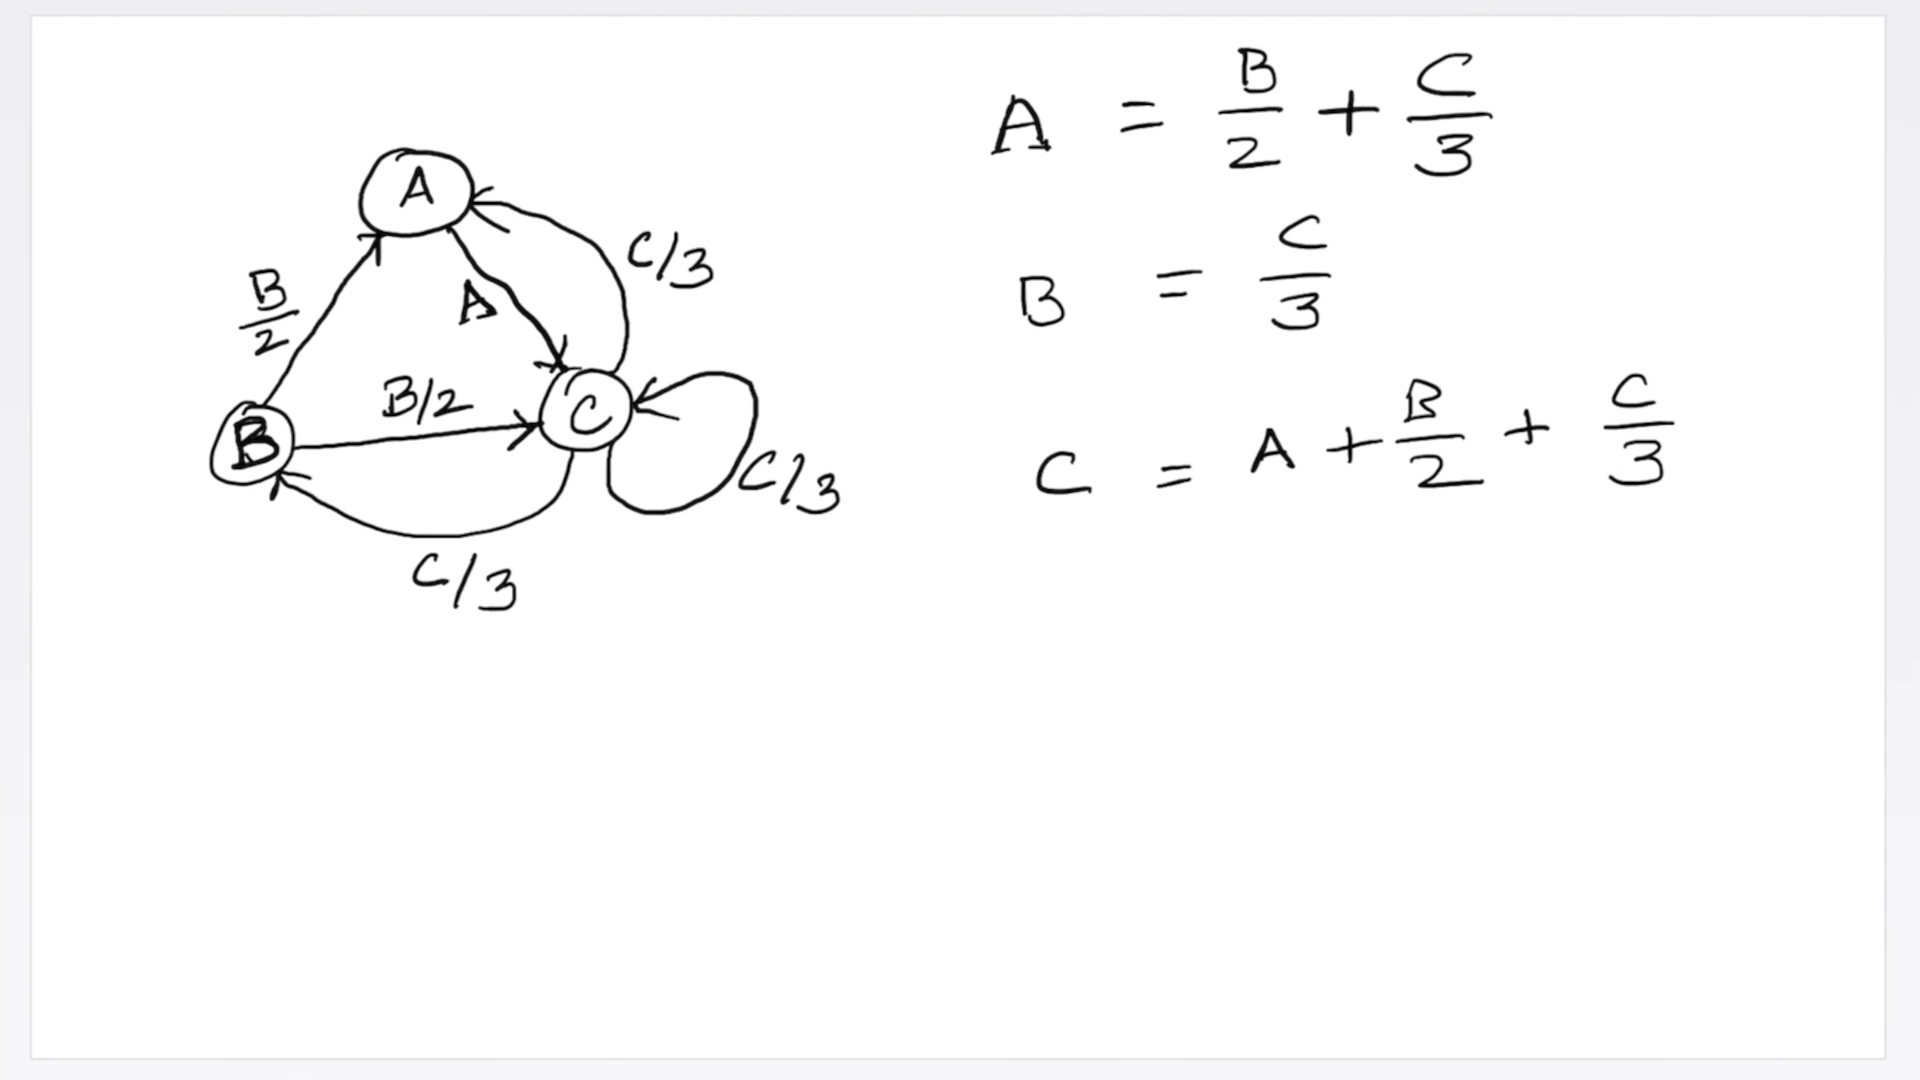 A = B/2 + C/3
B = C/3
C = A + B/2 + C/3
A
C/3
B/2
A
B/2
C
B
C/3
C/3